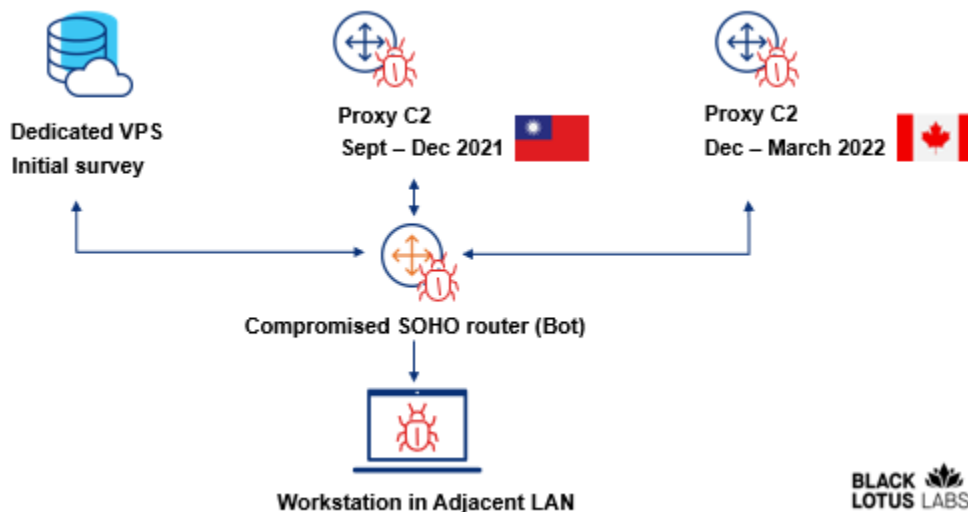 Dedicated VPS
Initial survey
Proxy C2
Sept – Dec 2021
Proxy C2
Dec – March 2022
Compromised SOHO router (Bot)
Workstation in Adjacent LAN
BLACK
LOTUS LABS